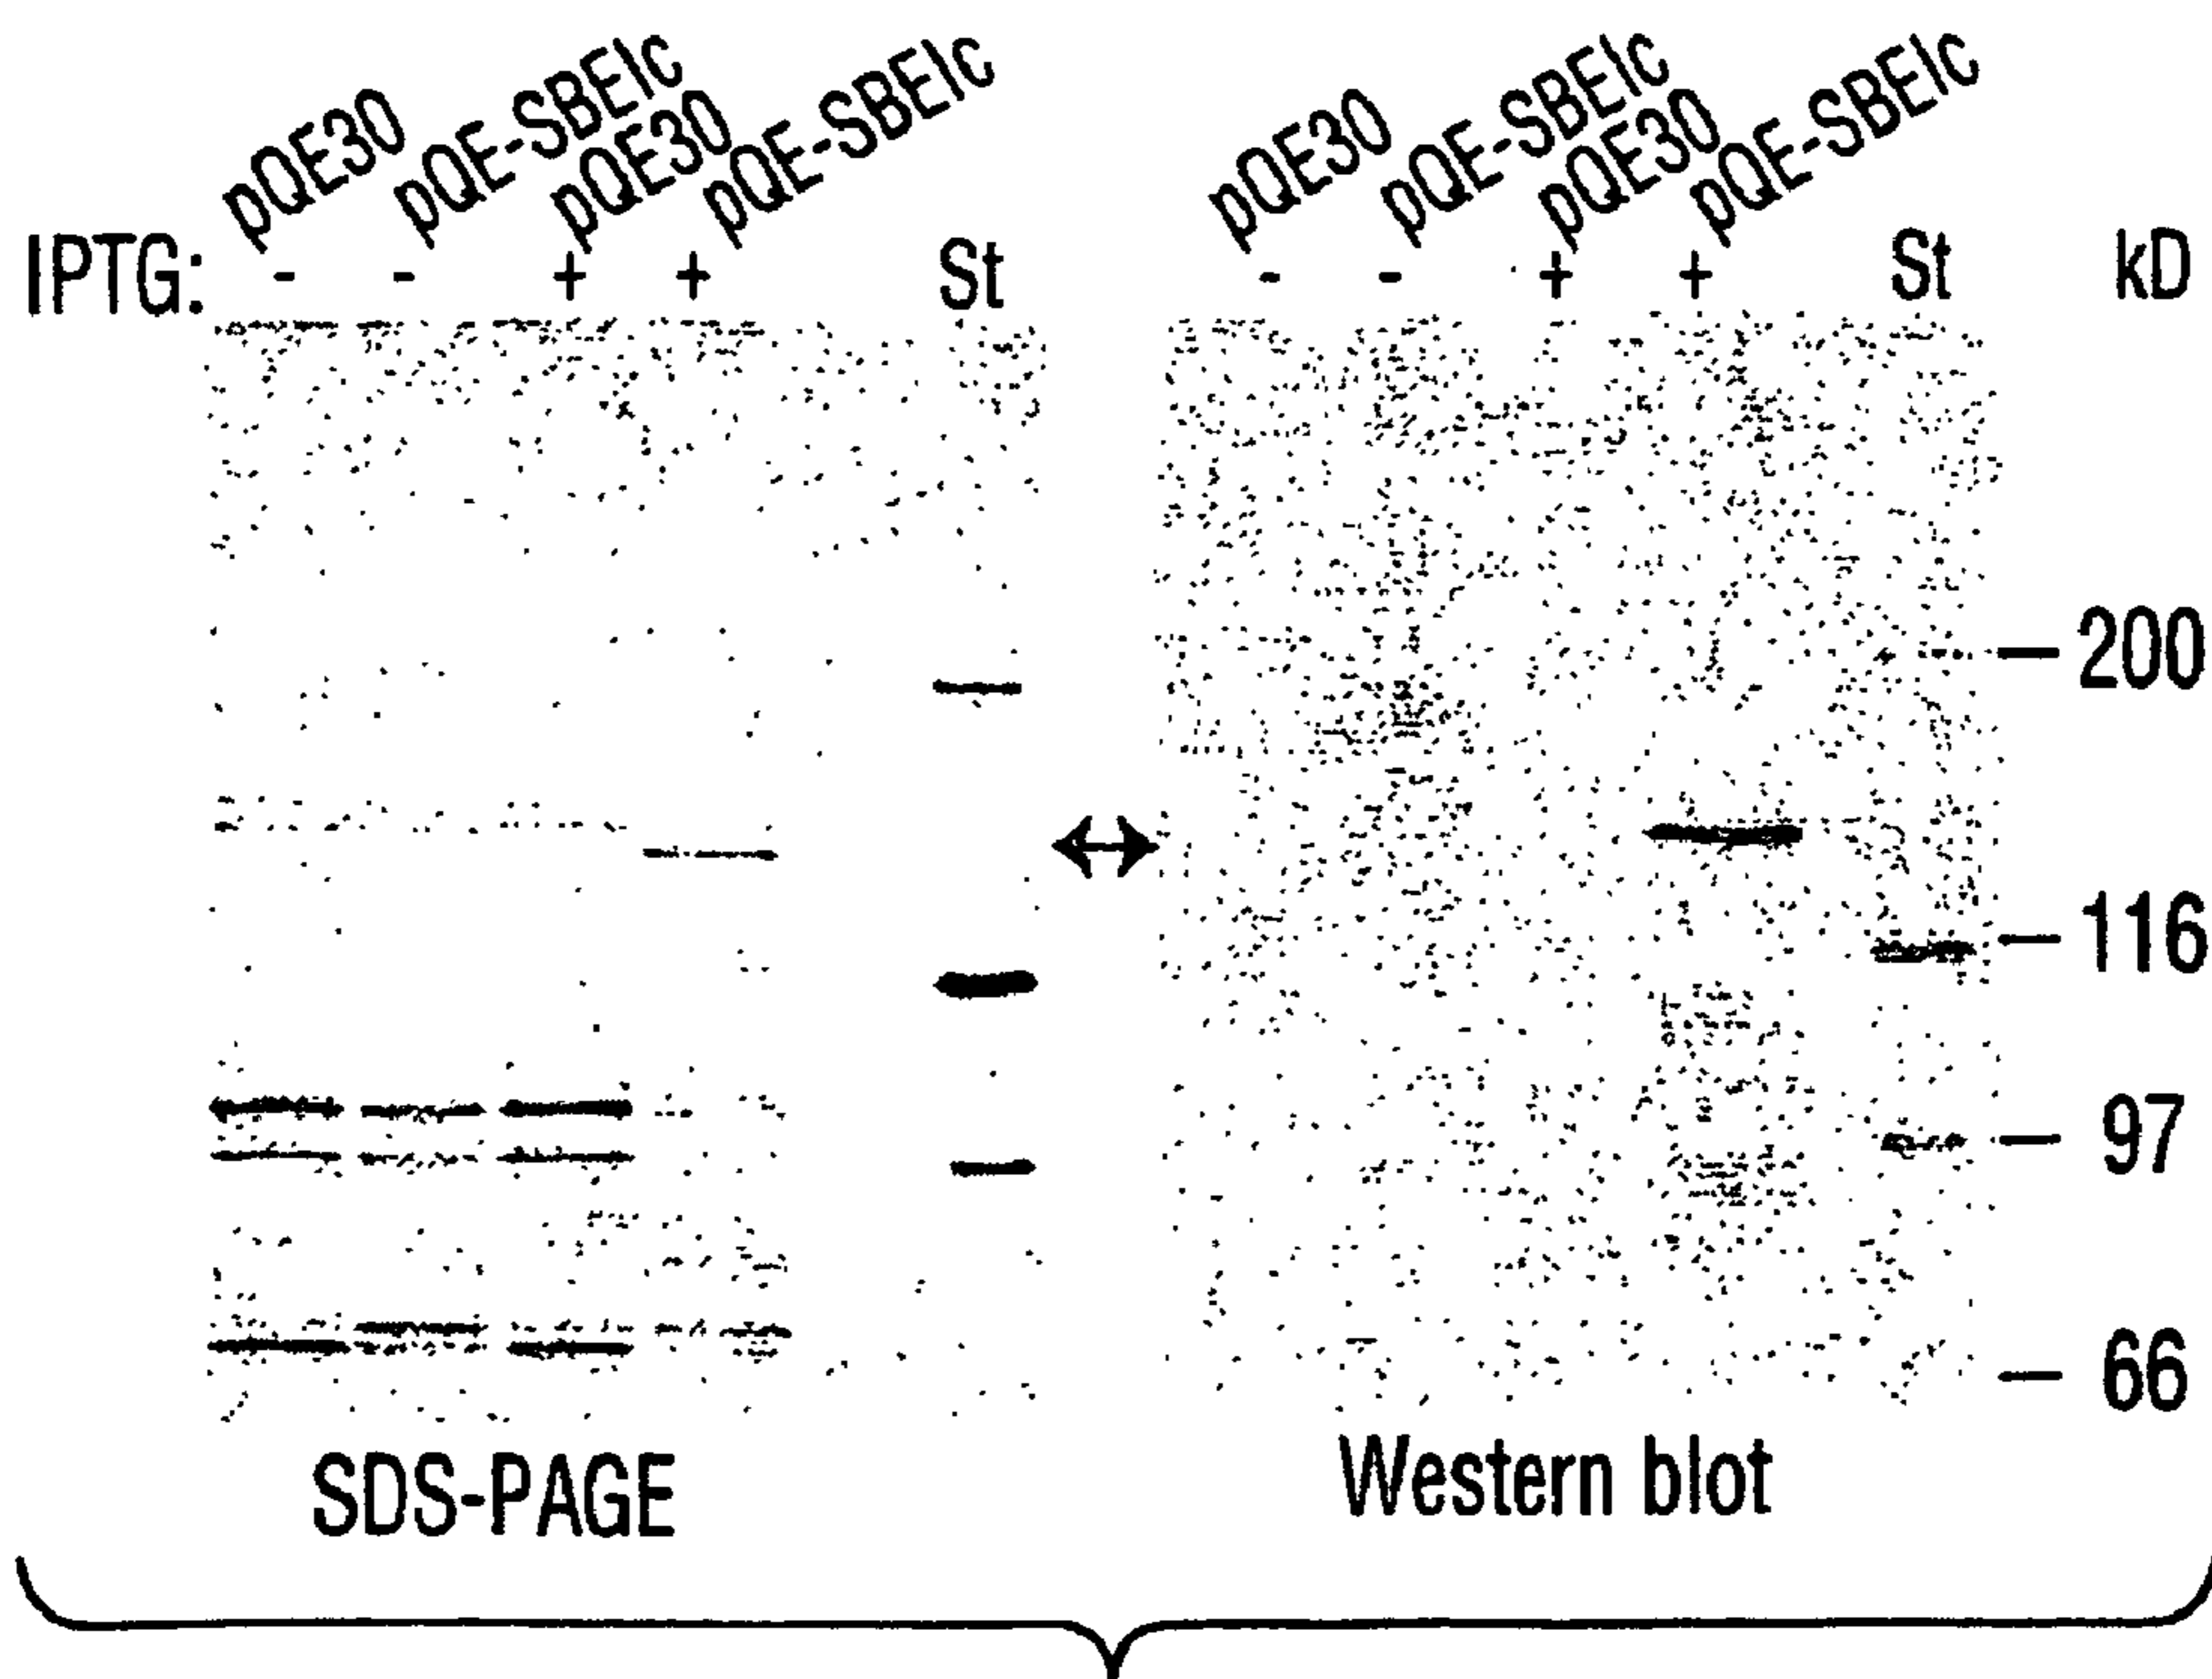 pQE30 pQE-SBEIc pQE30 pQE-SBEIc pQE30 pQE-SBEIc pQE30 pQE-SBEIc
IPTG: - - + + St - - + + St kD
200
116
97
66
SDS-PAGE Western blot